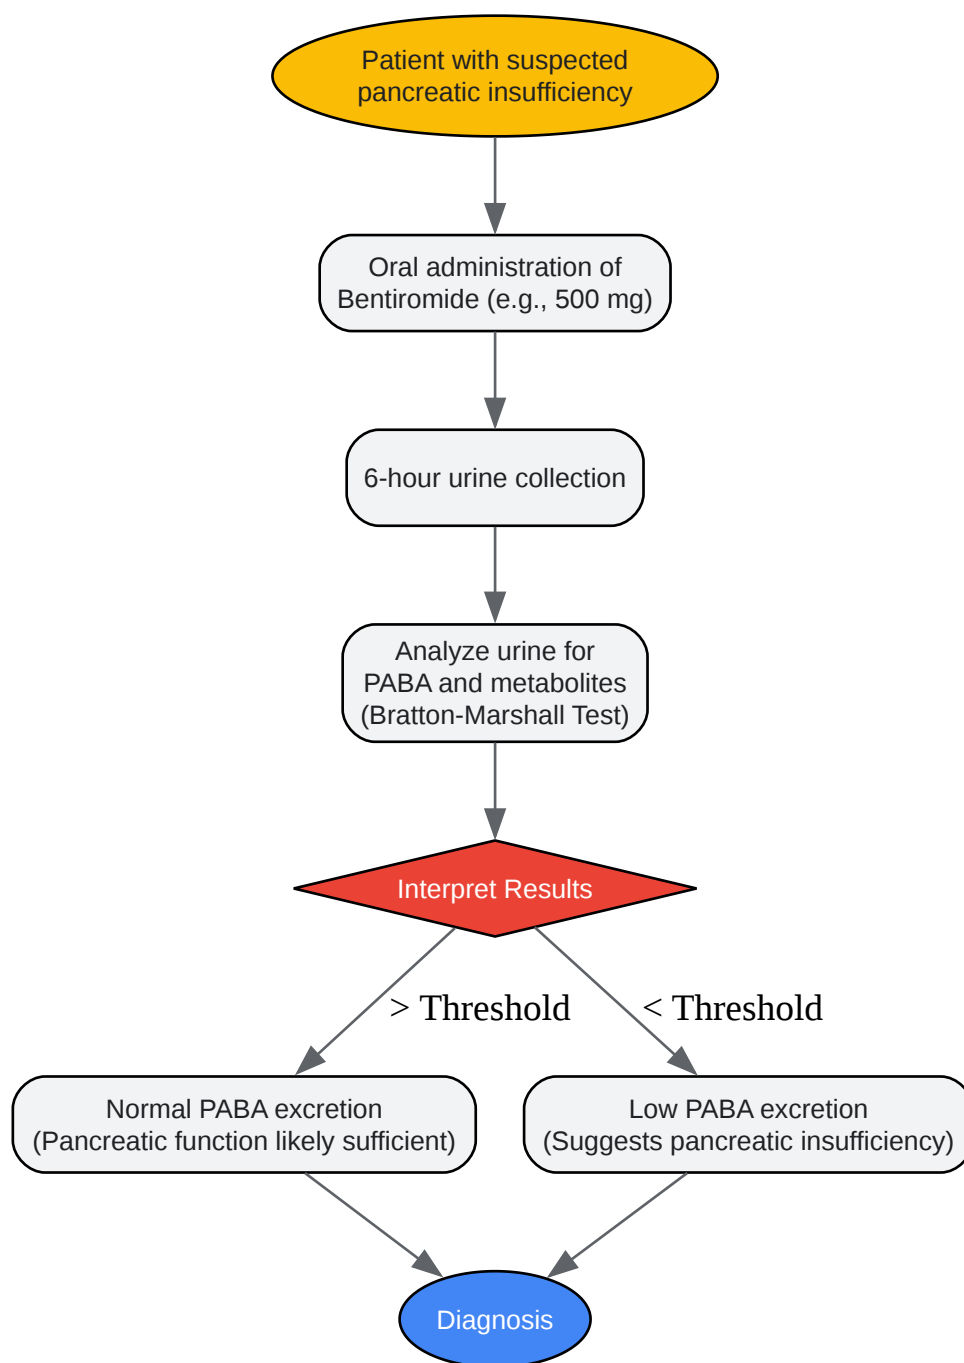 Patient with suspected
pancreatic insufficiency
Oral administration of
Bentiromide (e.g., 500 mg)
6-hour urine collection
Analyze urine for
PABA and metabolites
(Bratton-Marshall Test)
Interpret Results
> Threshold
< Threshold
Normal PABA excretion
(Pancreatic function likely sufficient)
Low PABA excretion
(Suggests pancreatic insufficiency)
Diagnosis